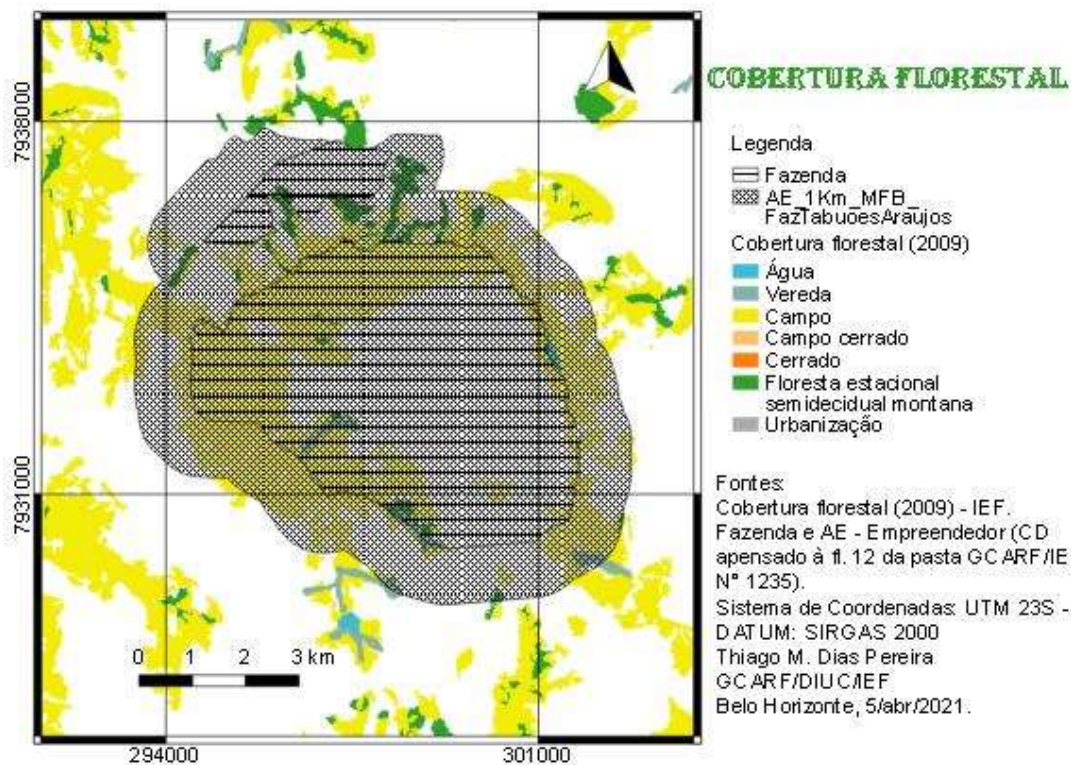 COBERTURA FLORESTAL
Legenda
Fazenda
AE_1Km_MFB_
FazTabuoesAraujos
Cobertura florestal (2009)
Água
Vereda
Campo
Campo cerrado
Cerrado
Floresta estacional
semidecidual montana
Urbanização
Fontes:
Cobertura florestal (2009) - IEF.
Fazenda e AE - Empreendedor (CD
apensado à fl. 12 da pasta GCARF/IE
N° 1235).
Sistema de Coordenadas: UTM 23S -
DATUM: SIRGAS 2000
Thiago M. Dias Pereira
GCARF/DIUC/IEF
Belo Horizonte, 5/abr/2021.
7938000
7931000
0 1 2 3 km
294000 301000